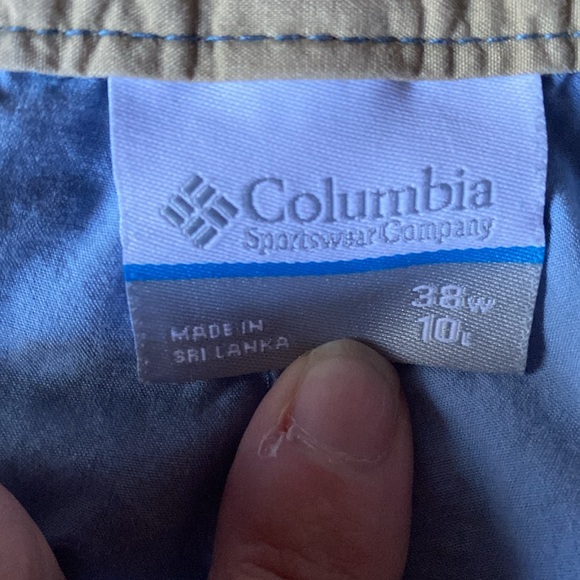 Columbia
Sportswear Company
38W
10L
MADE IN
SRI LANKA